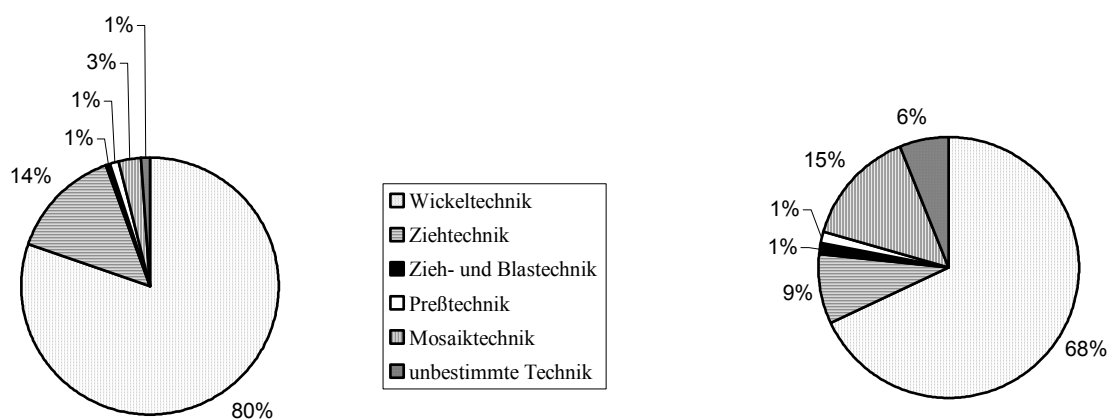 1%
3%
1%
1%
14%
80%
Wickeltechnik
Ziehtechnik
Zieh- und Blastechnik
Preßtechnik
Mosaiktechnik
unbestimmte Technik
6%
15%
1%
1%
9%
68%